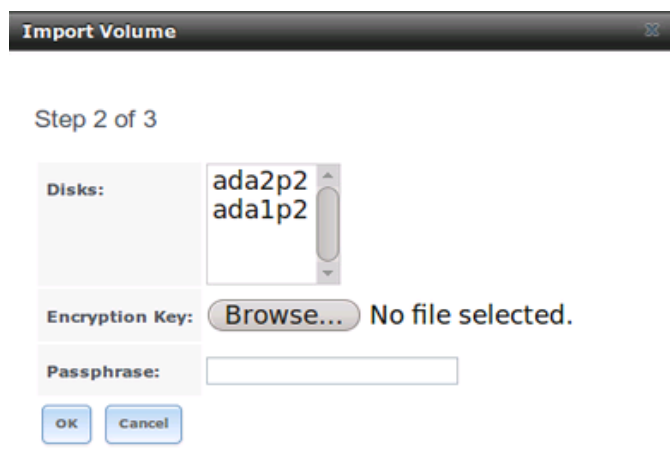 Import Volume
Step 2 of 3
Disks:
ada2p2
ada1p2
Encryption Key: Browse... No file selected.
Passphrase:
OK Cancel